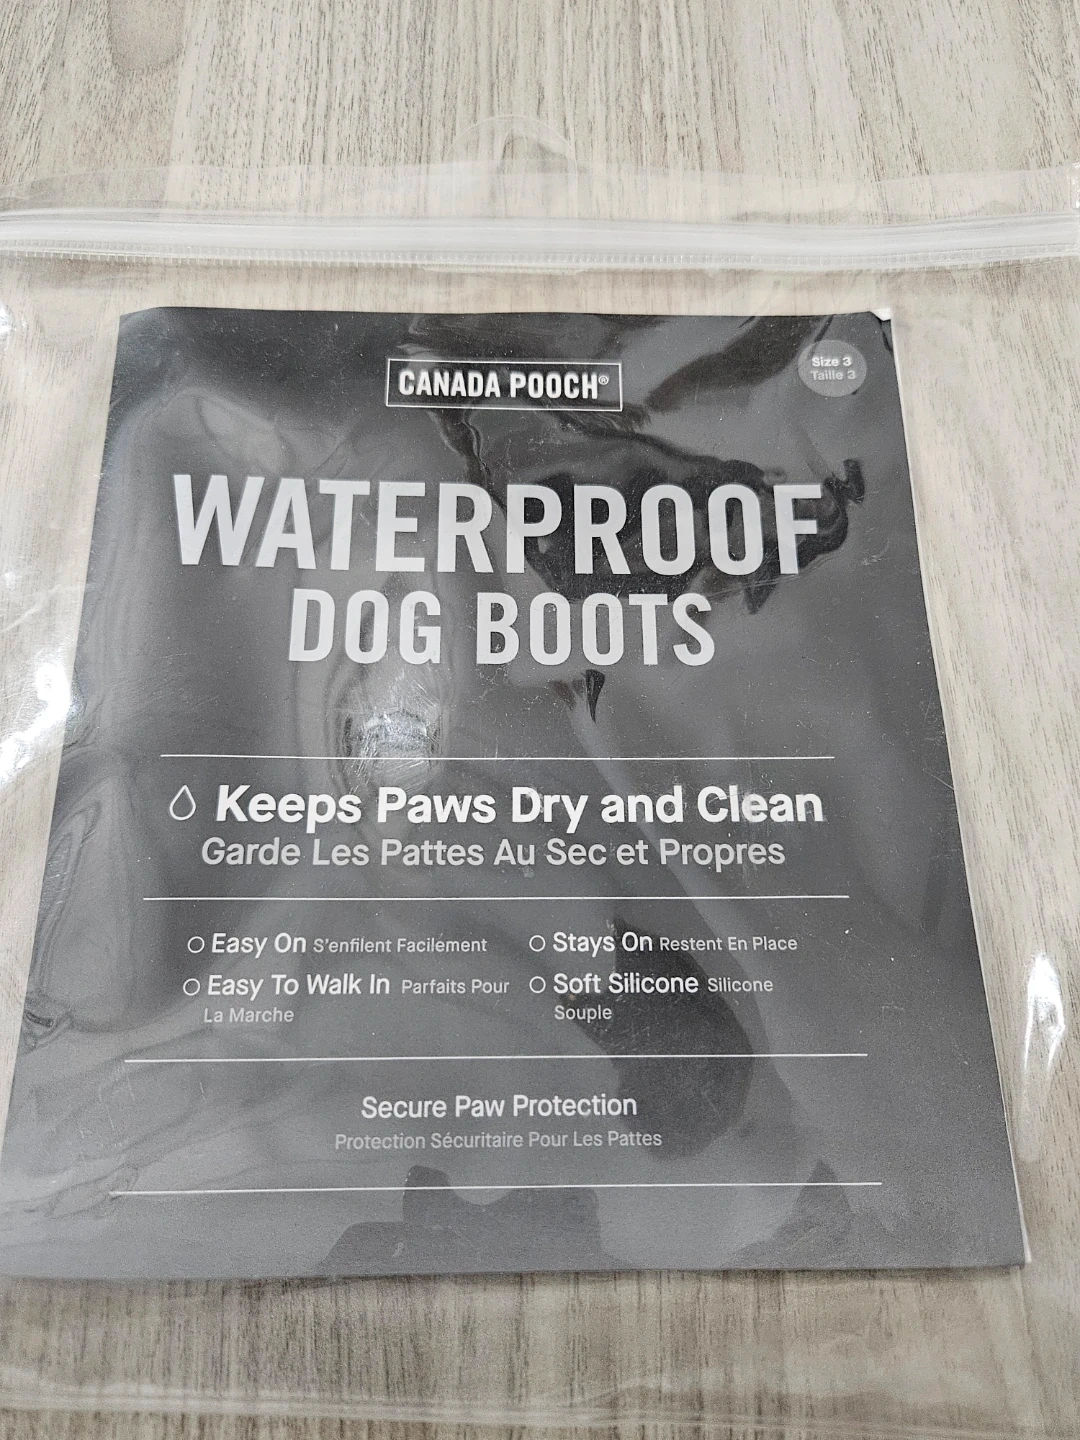 CANADA POOCH®
Size 3
Taille 3
WATERPROOF
DOG BOOTS
Keeps Paws Dry and Clean
Garde Les Pattes Au Sec et Propres
Easy On S'enfilent Facilement
Stays On Restent En Place
Easy To Walk In Parfaits Pour
La Marche
Soft Silicone Silicone
Souple
Secure Paw Protection
Protection Sécuritaire Pour Les Pattes